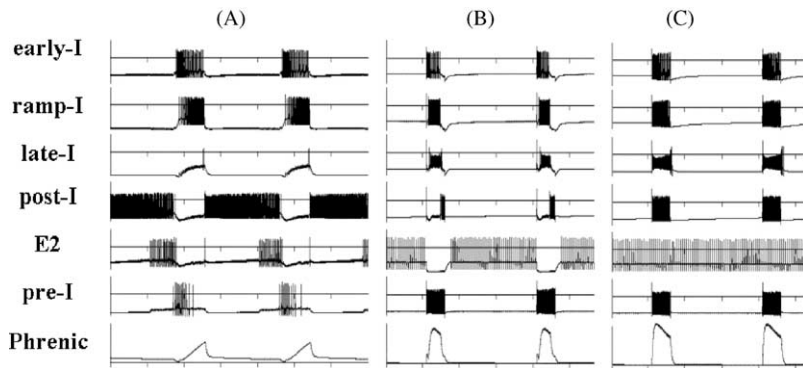 (A) (B) (C)
early-I
ramp-I
late-I
post-I
E2
pre-I
Phrenic